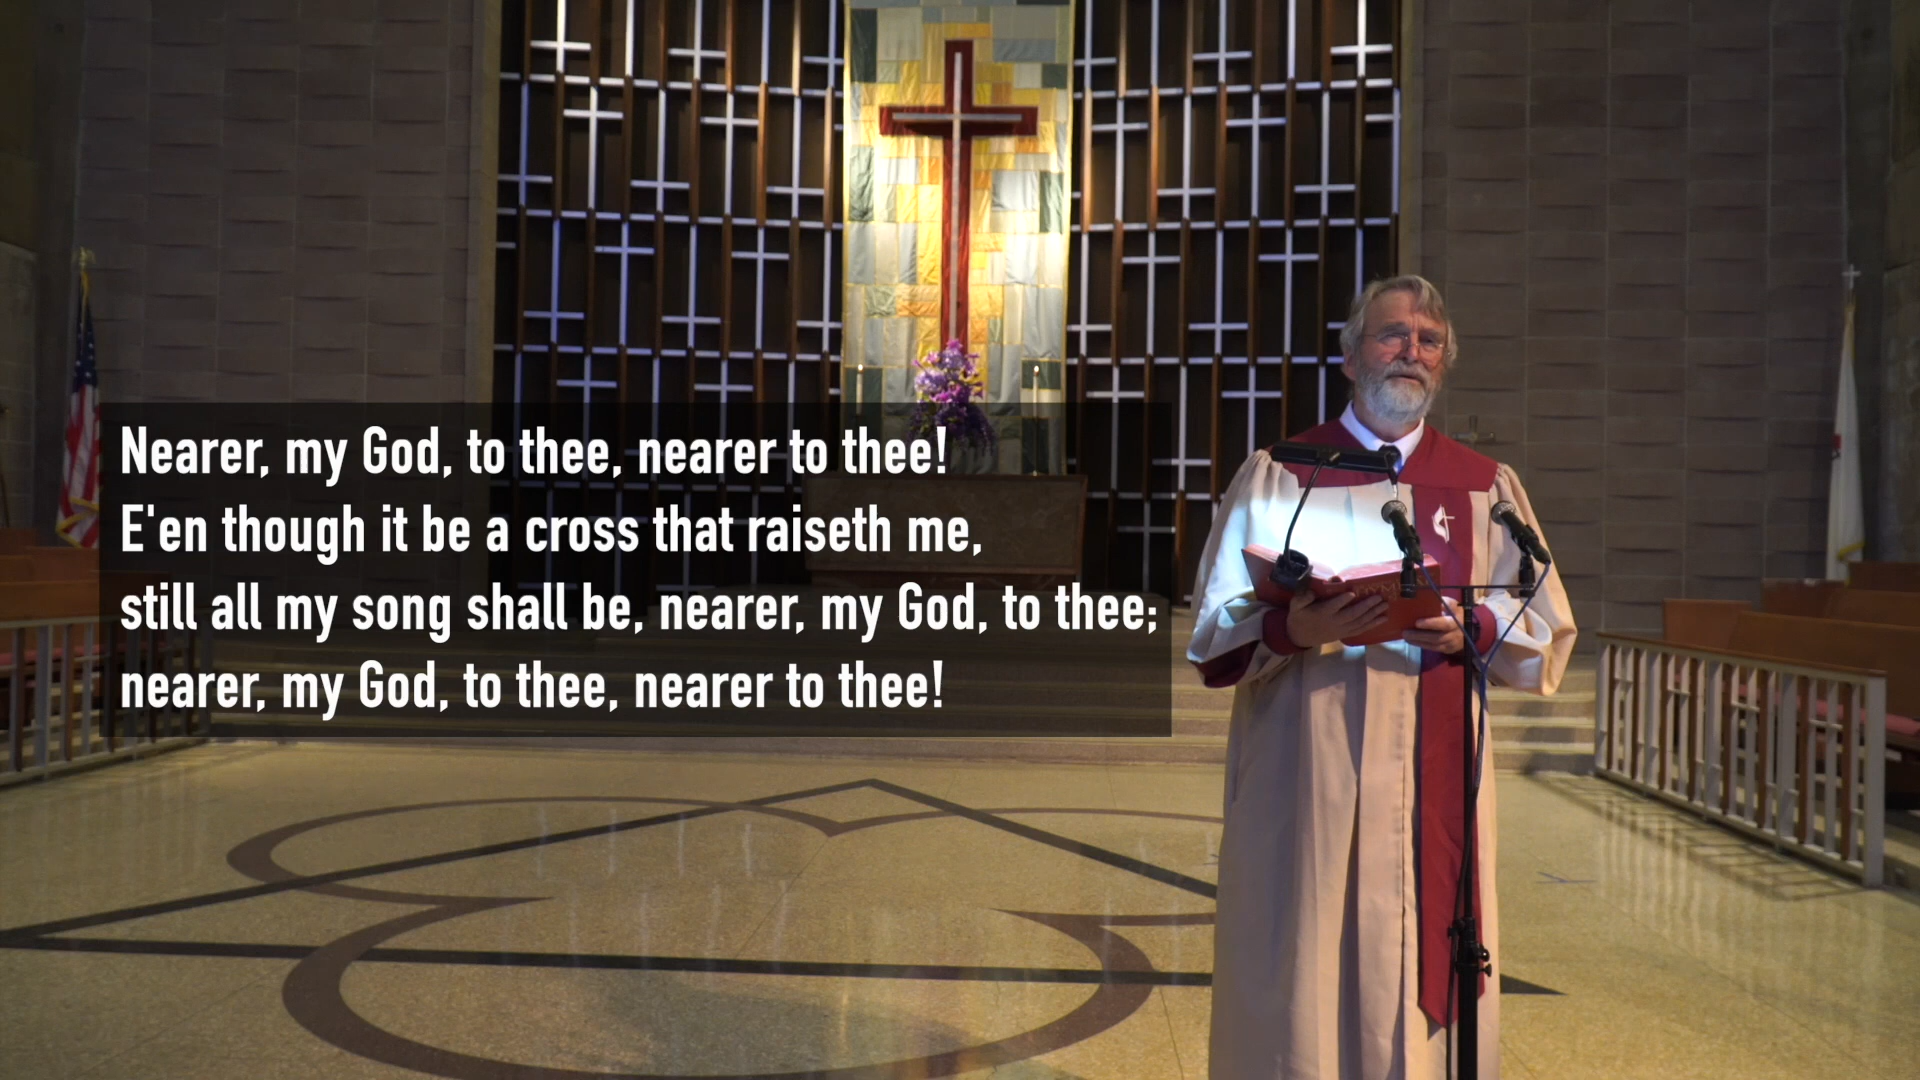 Nearer, my God, to thee, nearer to thee!
E'en though it be a cross that raiseth me,
still all my song shall be, nearer, my God, to thee;
nearer, my God, to thee, nearer to thee!